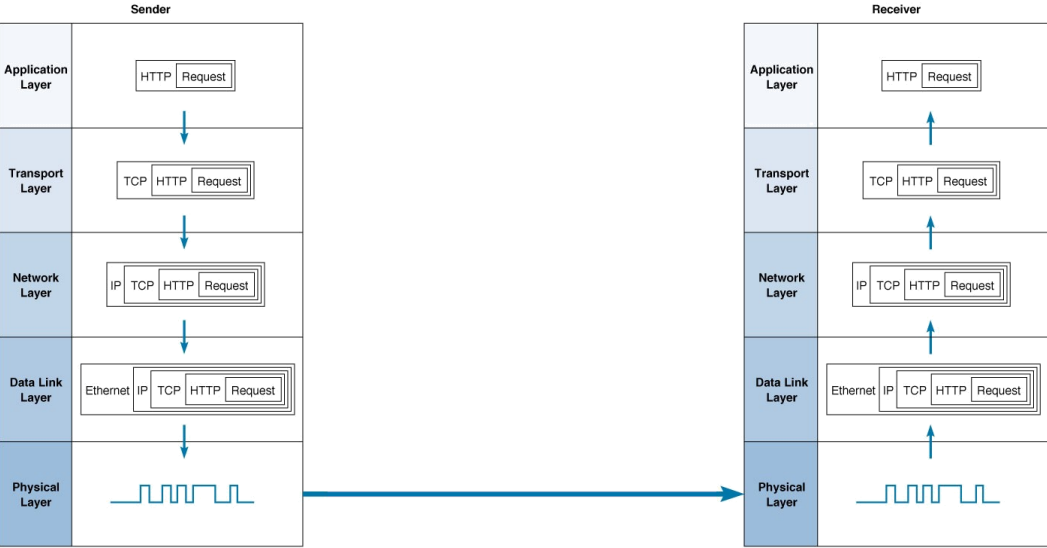 Sender
Receiver
Application
Layer
HTTP Request
Application
Layer
HTTP Request
Transport
Layer
TCP HTTP Request
Transport
Layer
TCP HTTP Request
Network
Layer
IP TCP HTTP Request
Network
Layer
IP TCP HTTP Request
Data Link
Layer
Ethernet IP TCP HTTP Request
Data Link
Layer
Ethernet IP TCP HTTP Request
Physical
Layer
Physical
Layer